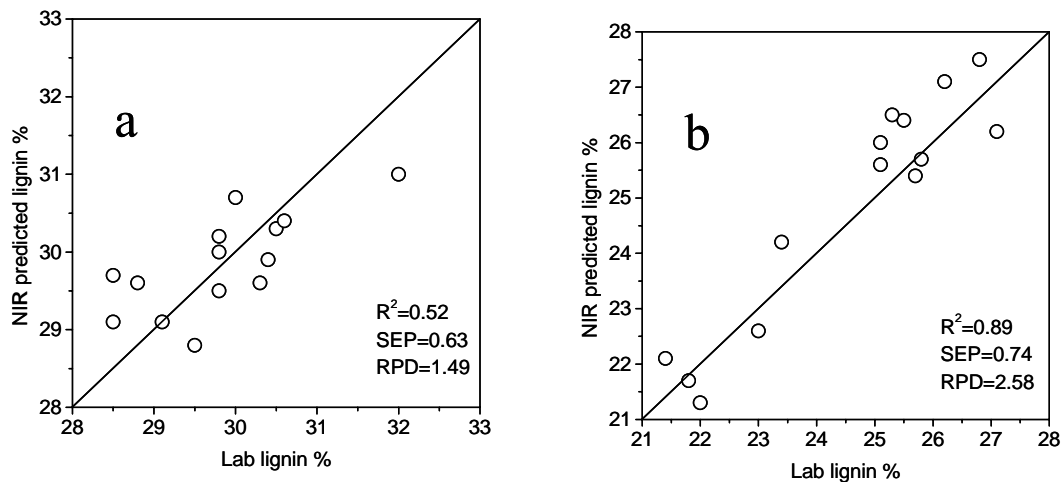 33
32
31
30
29
28
NIR predicted lignin %
a
R²=0.52
SEP=0.63
RPD=1.49
28 29 30 31 32 33
Lab lignin %
28
27
26
25
24
23
22
21
NIR predicted lignin %
b
R²=0.89
SEP=0.74
RPD=2.58
21 22 23 24 25 26 27 28
Lab lignin %